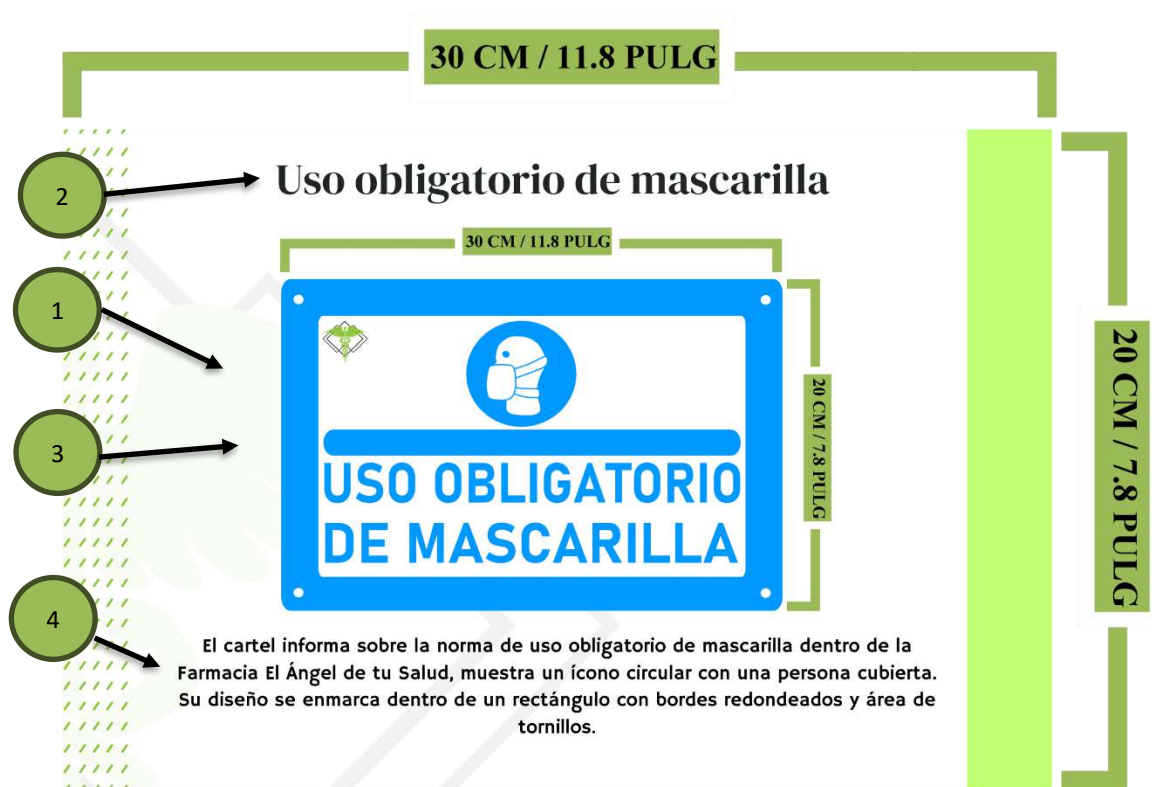 30 CM / 11.8 PULG
2
Uso obligatorio de mascarilla
30 CM / 11.8 PULG
1
3
USO OBLIGATORIO
DE MASCARILLA
20 CM / 7.8 PULG
20 CM / 7.8 PULG
4
El cartel informa sobre la norma de uso obligatorio de mascarilla dentro de la
Farmacia El Ángel de tu Salud, muestra un ícono circular con una persona cubierta.
Su diseño se enmarca dentro de un rectángulo con bordes redondeados y área de
tornillos.